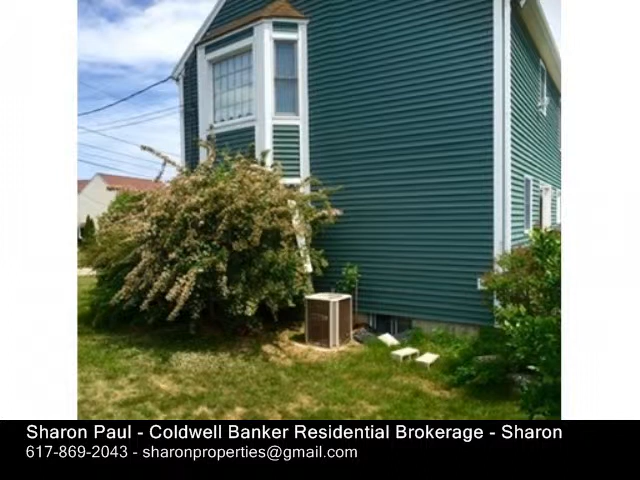 Sharon Paul - Coldwell Banker Residential Brokerage - Sharon
617-869-2043 - sharonproperties@gmail.com